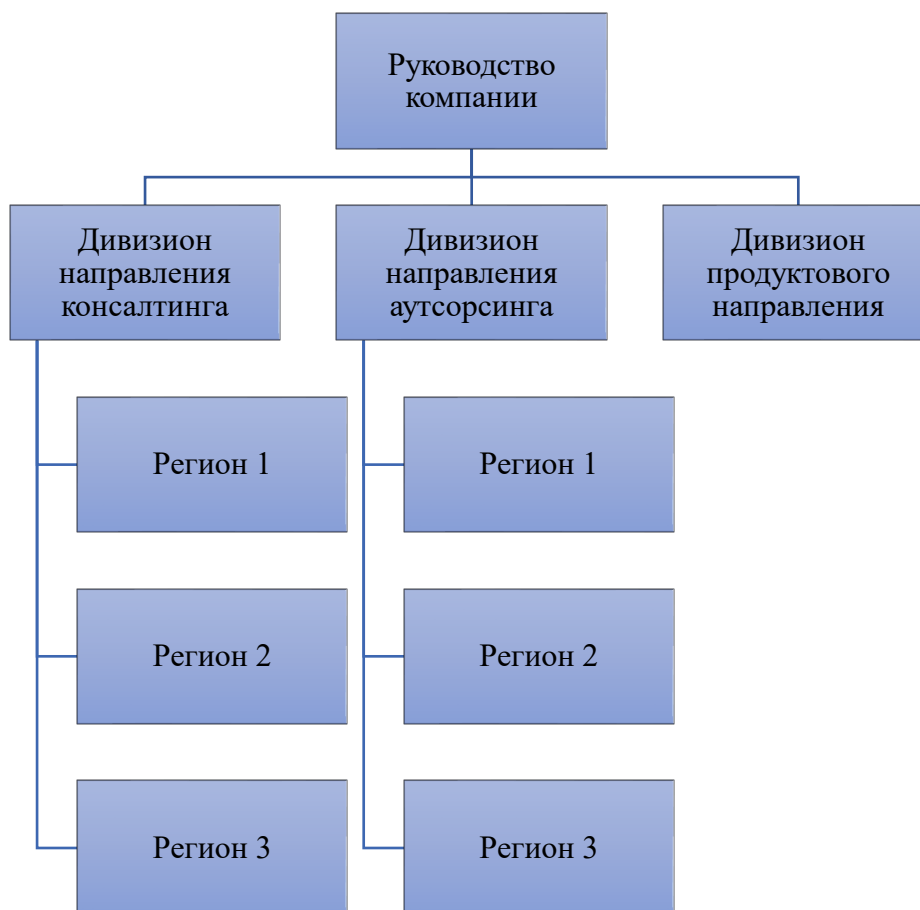 Руководство
компании
Дивизион
направления
консалтинга
Дивизион
направления
аутсорсинга
Дивизион
продуктового
направления
Регион 1
Регион 1
Регион 2
Регион 2
Регион 3
Регион 3